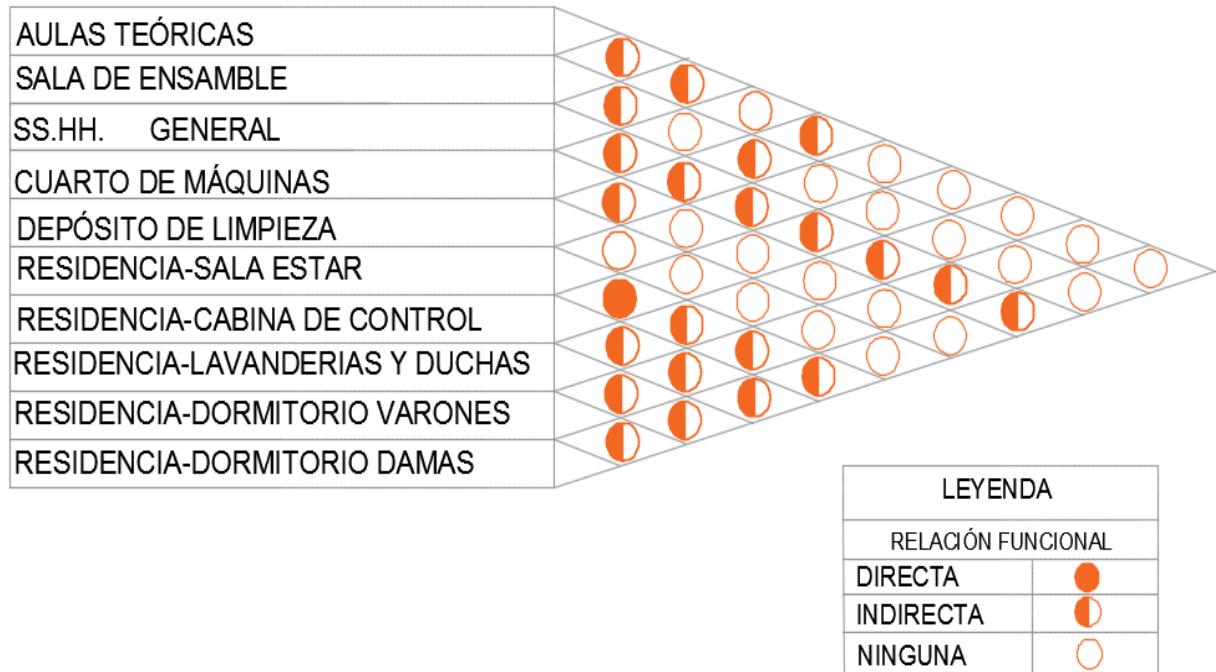 AULAS TEÓRICAS
SALA DE ENSAMBLE
SS.HH. GENERAL
CUARTO DE MÁQUINAS
DEPÓSITO DE LIMPIEZA
RESIDENCIA-SALA ESTAR
RESIDENCIA-CABINA DE CONTROL
RESIDENCIA-LAVANDERIAS Y DUCHAS
RESIDENCIA-DORMITORIO VARONES
RESIDENCIA-DORMITORIO DAMAS
LEYENDA
RELACIÓN FUNCIONAL
DIRECTA
INDIRECTA
NINGUNA